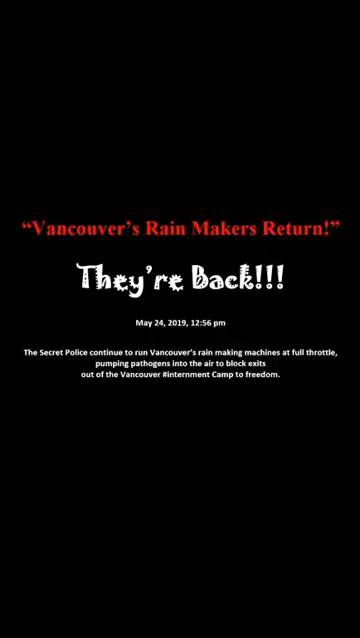 “Vancouver’s Rain Makers Return!”
They’re Back!!!
May 24, 2019, 12:56 pm
The Secret Police continue to run Vancouver’s rain making machines at full throttle,
pumping pathogens into the air to block exits
out of the Vancouver #internment Camp to freedom.